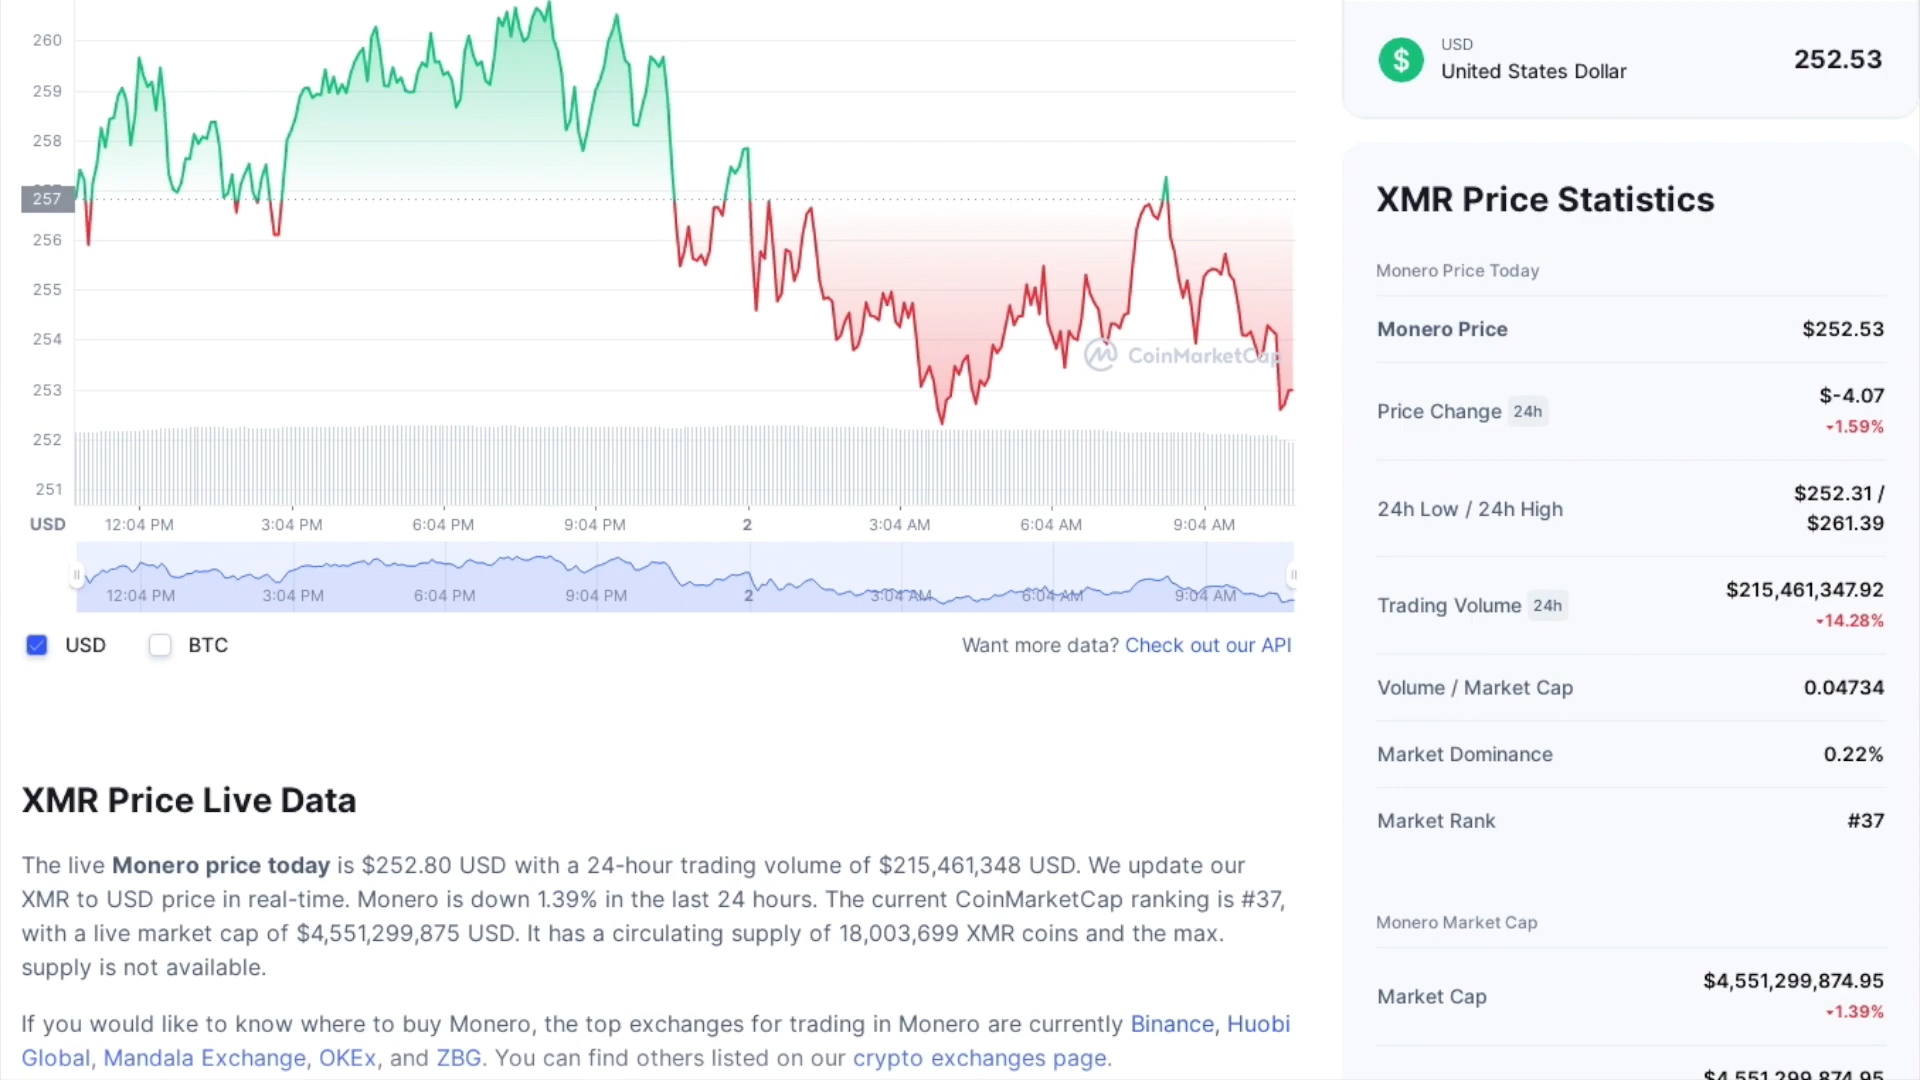 260
259
258
257
256
255
254
253
252
251
USD 12:04 PM 3:04 PM 6:04 PM 9:04 PM 2 3:04 AM 6:04 AM 9:04 AM
CoinMarketCap
12:04 PM 3:04 PM 6:04 PM 9:04 PM 2 3:04 AM 6:04 AM 9:04 AM
USD BTC Want more data? Check out our API
XMR Price Live Data
The live Monero price today is $252.80 USD with a 24-hour trading volume of $215,461,348 USD. We update our
XMR to USD price in real-time. Monero is down 1.39% in the last 24 hours. The current CoinMarketCap ranking is #37,
with a live market cap of $4,551,299,875 USD. It has a circulating supply of 18,003,699 XMR coins and the max.
supply is not available.
If you would like to know where to buy Monero, the top exchanges for trading in Monero are currently Binance, Huobi
Global, Mandala Exchange, OKEx, and ZBG. You can find others listed on our crypto exchanges page.
$ USD
United States Dollar 252.53
XMR Price Statistics
Monero Price Today
Monero Price $252.53
Price Change 24h $-4.07
-1.59%
24h Low / 24h High $252.31 /
$261.39
Trading Volume 24h $215,461,347.92
-14.28%
Volume / Market Cap 0.04734
Market Dominance 0.22%
Market Rank #37
Monero Market Cap
Market Cap $4,551,299,874.95
-1.39%
$4,551,299,874.95